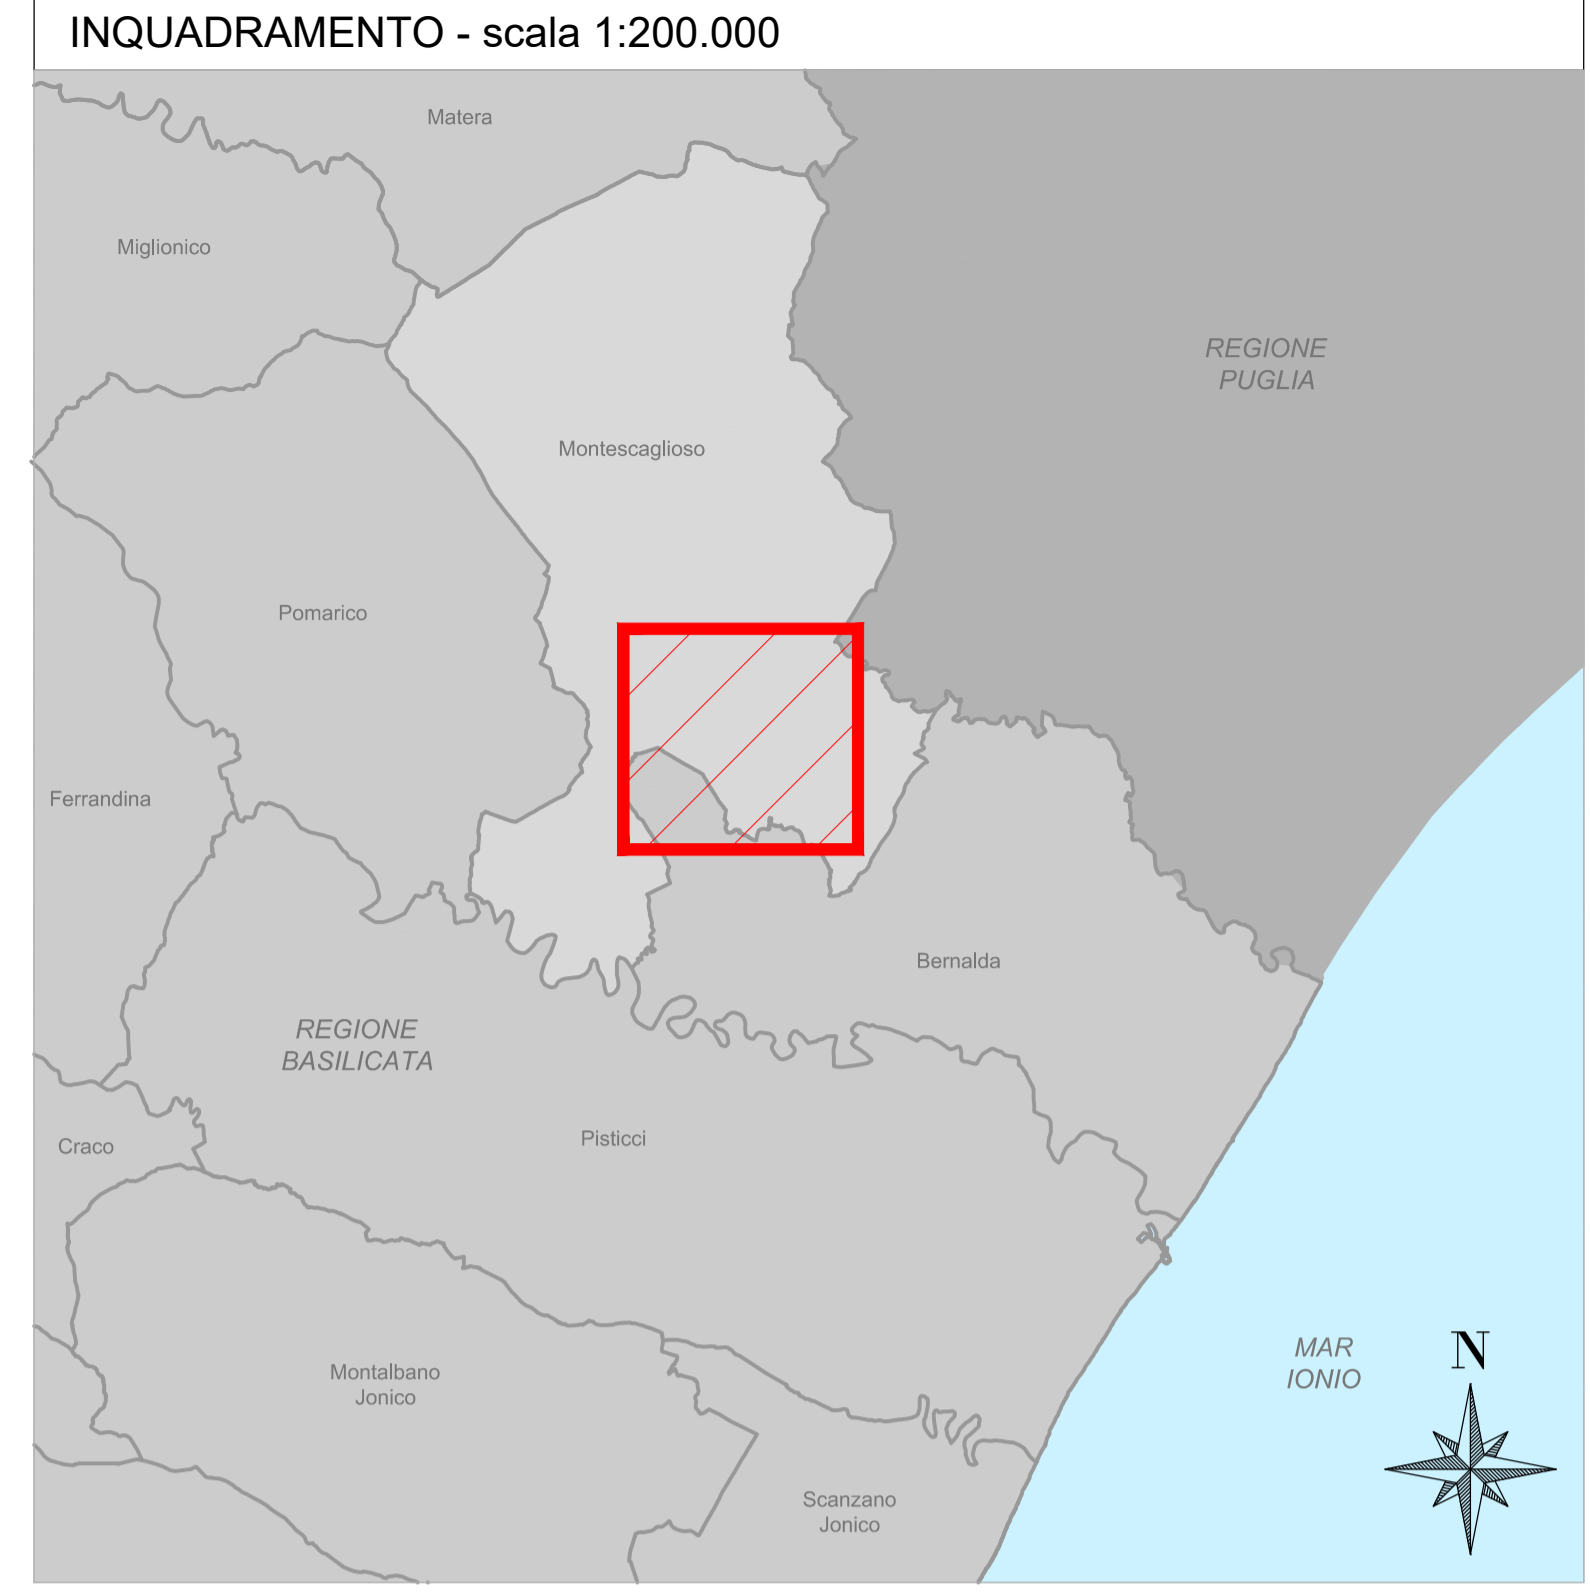 INQUADRAMENTO - scala 1:200.000
Matera
Miglionico
REGIONE
PUGLIA
Montescaglioso
Pomarico
Ferrandina
Bernalda
REGIONE
BASILICATA
Pisticci
Craco
MAR
IONIO
N
Montalbano
Jonico
Scanzano
Jonico